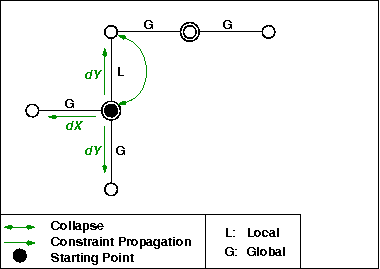 G G
dY L
G
dX
dY G
Collapse
Constraint Propagation
Starting Point
L: Local
G: Global